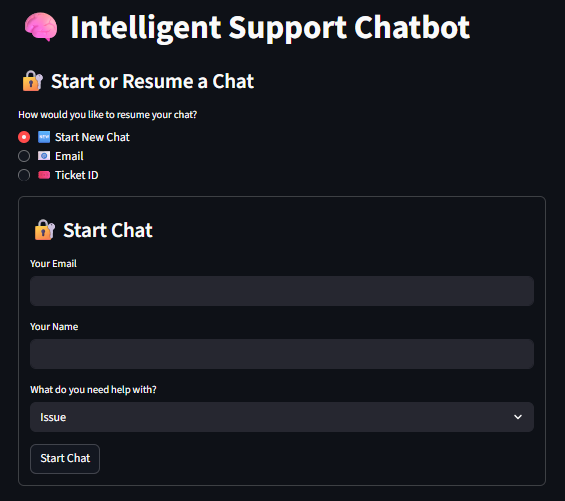 Intelligent Support Chatbot
Start or Resume a Chat
How would you like to resume your chat?
Start New Chat
Email
Ticket ID
Start Chat
Your Email
Your Name
What do you need help with?
Issue
Start Chat